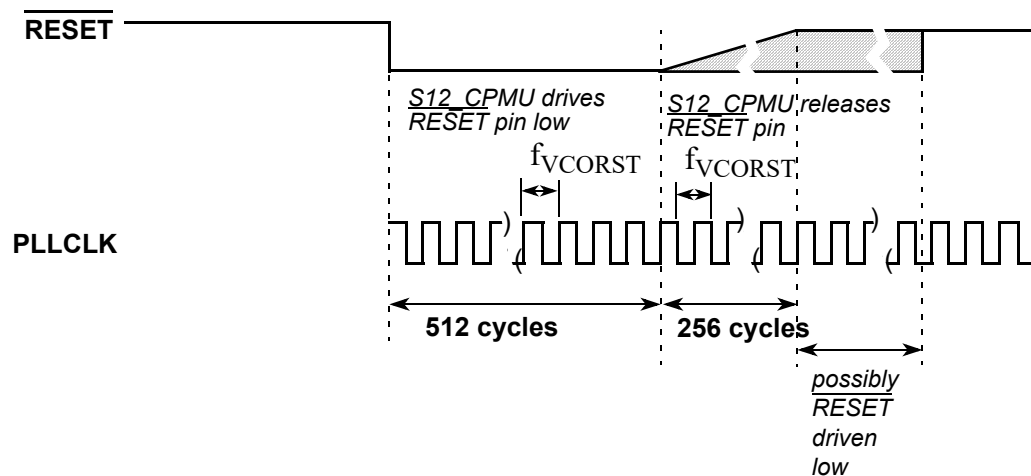 RESET
S12_CPMU drives
RESET pin low
S12_CPMU releases
RESET pin
fVCORST
fVCORST
PLLCLK
) ( ) ( ) (
512 cycles
256 cycles
possibly
RESET
driven
low